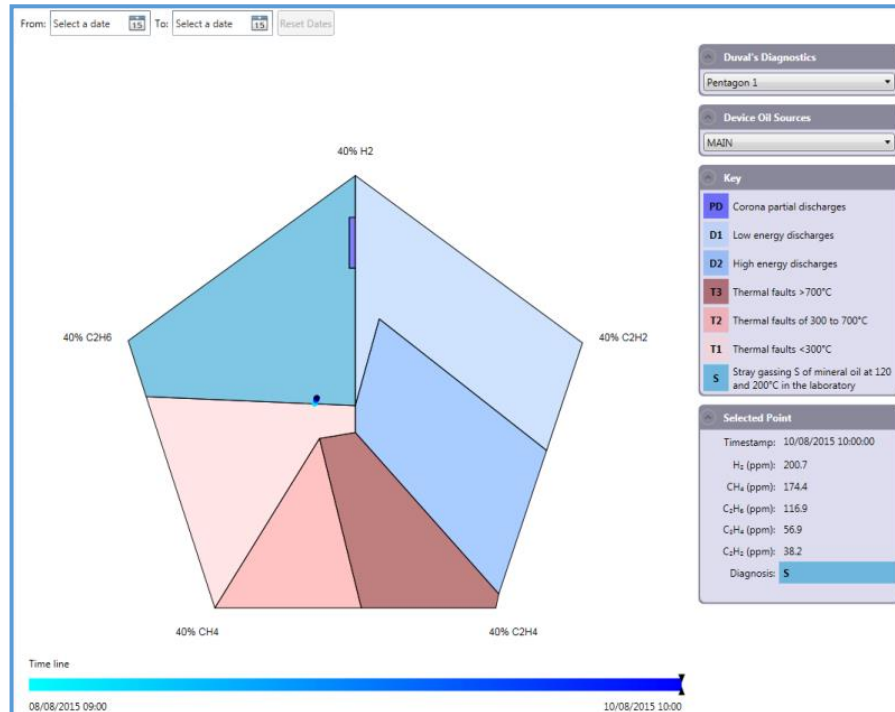 From: Select a date 15 To: Select a date 15 Reset Dates
40% H2
40% C2H6
40% C2H2
40% CH4
40% C2H4
Time line
08/08/2015 09:00 10/08/2015 10:00
Duval's Diagnostics
Pentagon 1
Device Oil Sources
MAIN
Key
PD Corona partial discharges
D1 Low energy discharges
D2 High energy discharges
T3 Thermal faults >700°C
T2 Thermal faults of 300 to 700°C
T1 Thermal faults <300°C
S Stray gassing S of mineral oil at 120
and 200°C in the laboratory
Selected Point
Timestamp: 10/08/2015 10:00:00
H₂ (ppm): 200.7
CH₄ (ppm): 174.4
C₂H₆ (ppm): 116.9
C₂H₄ (ppm): 56.9
C₂H₂ (ppm): 38.2
Diagnosis: S